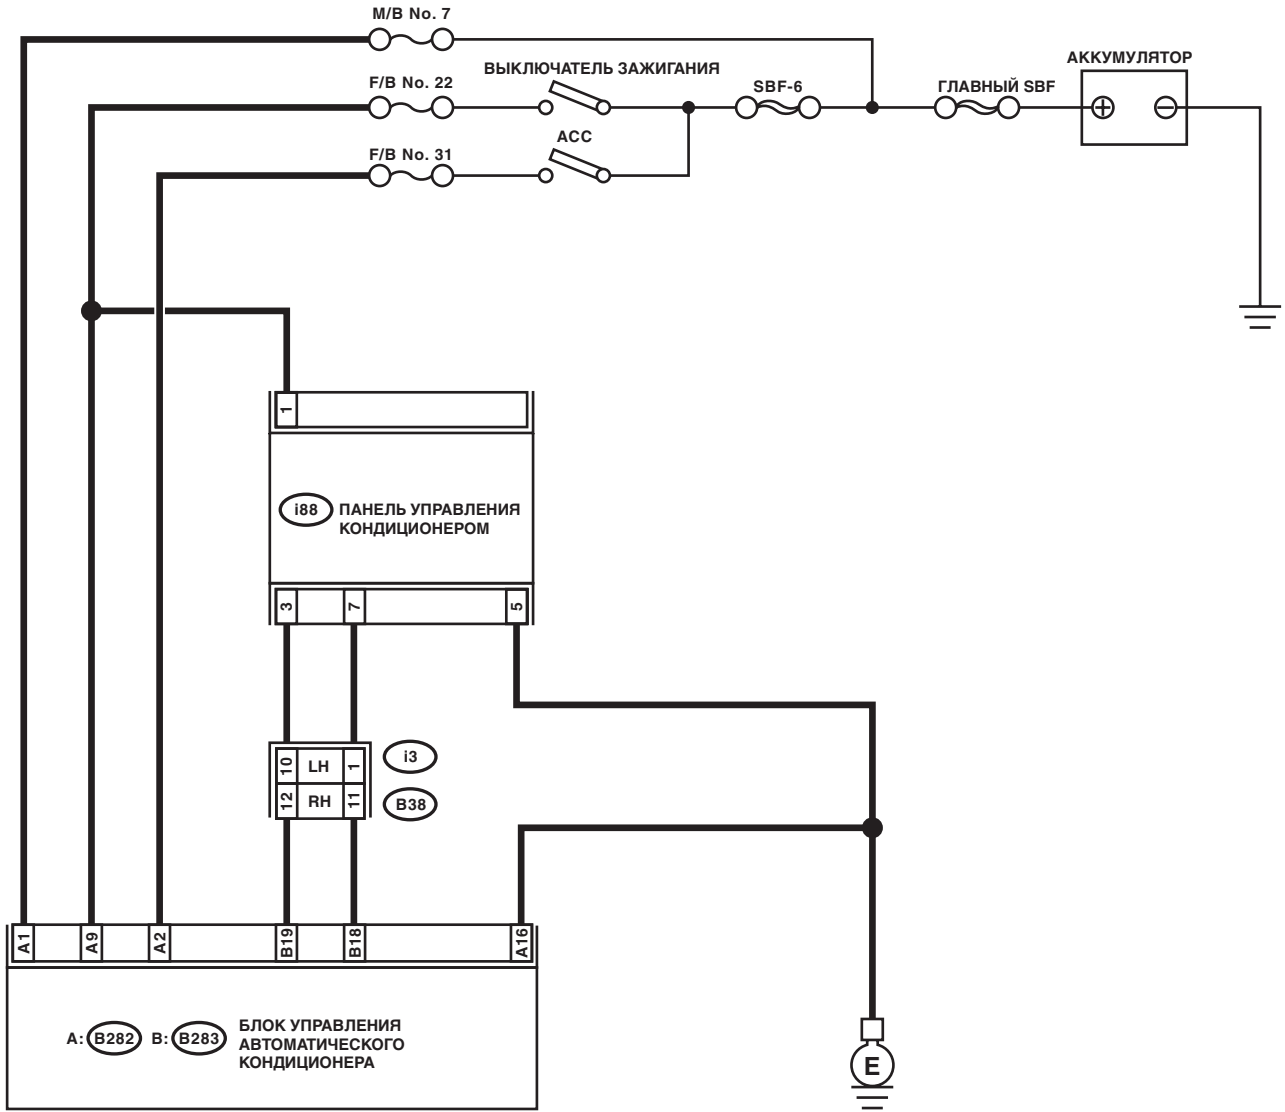 M/B No. 7
АККУМУЛЯТОР
ВЫКЛЮЧАТЕЛЬ ЗАЖИГАНИЯ
F/B No. 22
SBF-6
ГЛАВНЫЙ SBF
ACC
F/B No. 31
1
i88
ПАНЕЛЬ УПРАВЛЕНИЯ
КОНДИЦИОНЕРОМ
3
7
5
10
LH
1
i3
12
RH
11
B38
A1
A9
A2
B19
B18
A16
A:
B282
B:
B283
БЛОК УПРАВЛЕНИЯ
АВТОМАТИЧЕСКОГО
КОНДИЦИОНЕРА
E